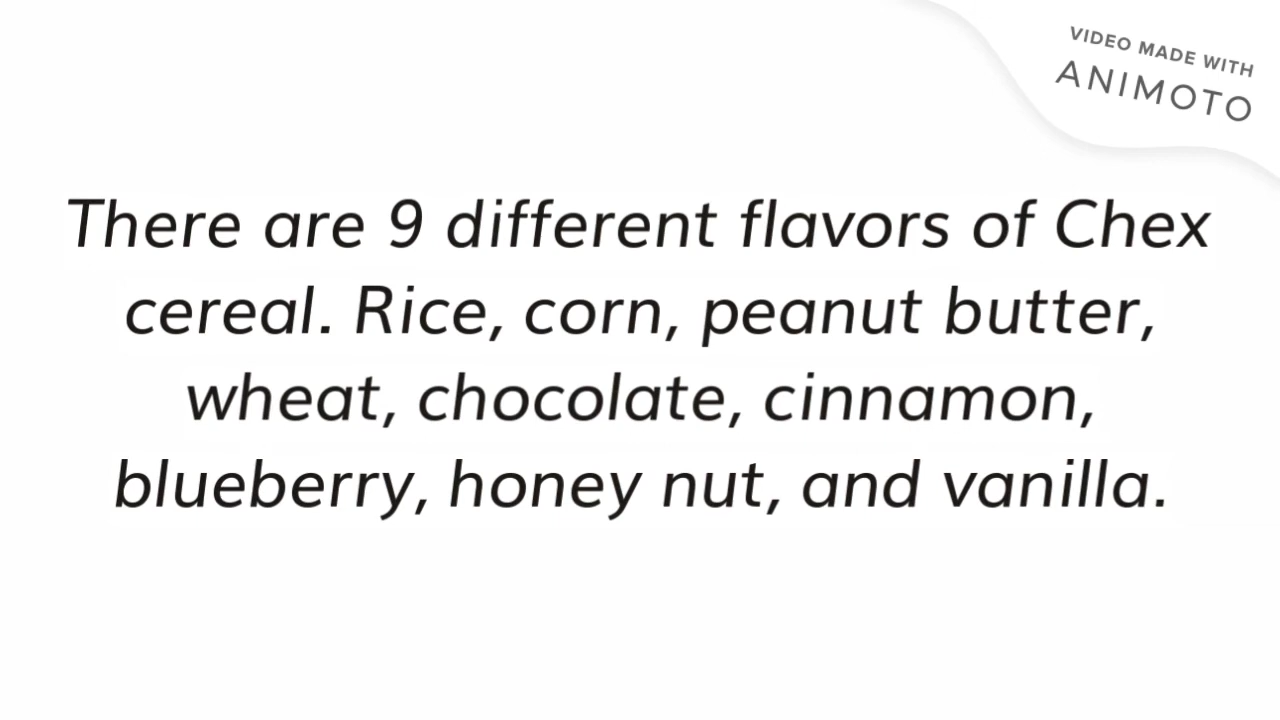 VIDEO MADE WITH
ANIMOTO
There are 9 different flavors of Chex
cereal. Rice, corn, peanut butter,
wheat, chocolate, cinnamon,
blueberry, honey nut, and vanilla.